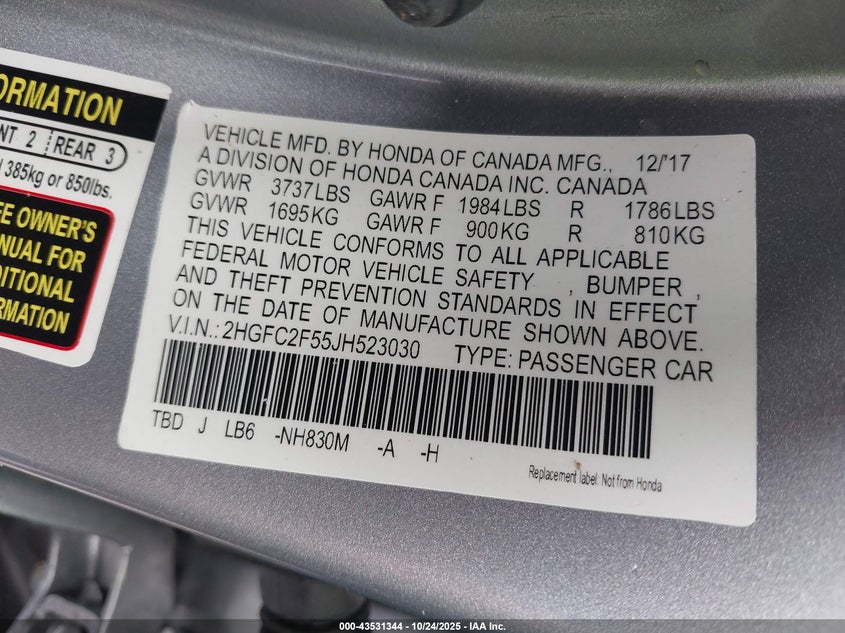 ORMATION
NT 2 REAR 3
385kg or 850lbs.
EE OWNER'S
NUAL FOR
DITIONAL
RMATION
VEHICLE MFD. BY HONDA OF CANADA MFG., 12/'17
A DIVISION OF HONDA CANADA INC. CANADA
GVWR 3737LBS GAWR F 1984LBS R 1786LBS
GVWR 1695KG GAWR F 900KG R 810KG
THIS VEHICLE CONFORMS TO ALL APPLICABLE
FEDERAL MOTOR VEHICLE SAFETY , BUMPER ,
AND THEFT PREVENTION STANDARDS IN EFFECT
ON THE DATE OF MANUFACTURE SHOWN ABOVE.
V.I.N.: 2HGFC2F55JH523030 TYPE: PASSENGER CAR
TBD J LB6 -NH830M -A -H
Replacement label. Not from Honda
000-43531344 - 10/24/2025 - IAA Inc.